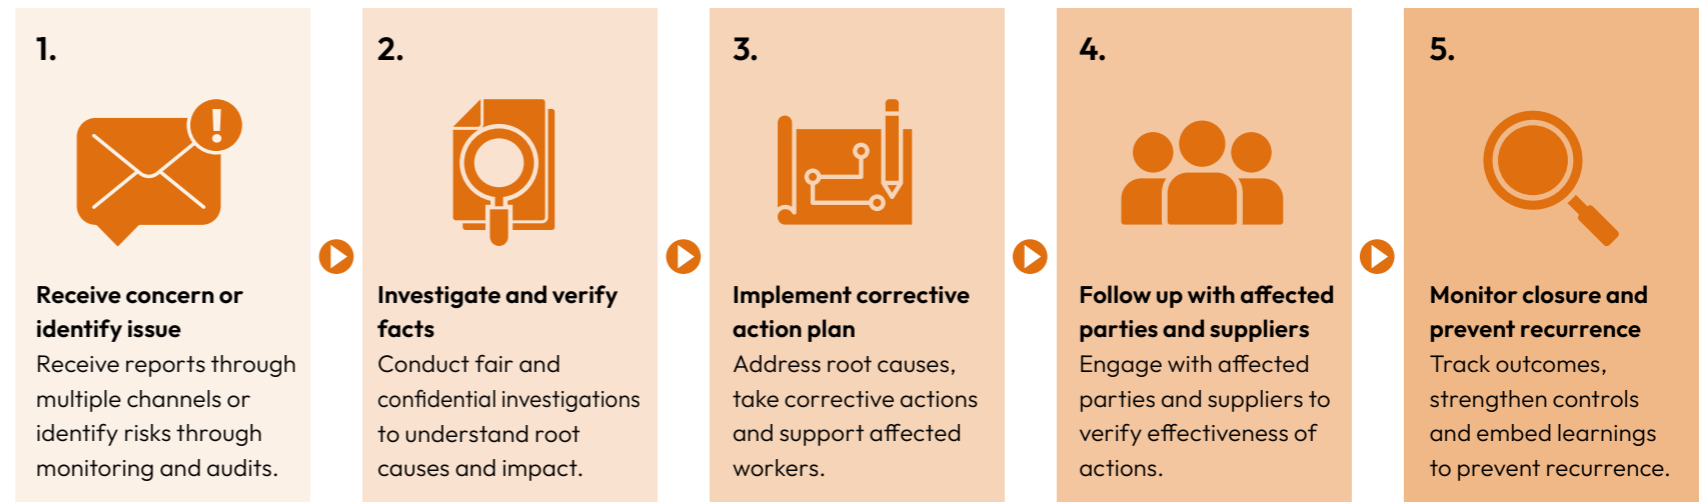 1.
Receive concern or
identify issue
Receive reports through
multiple channels or
identify risks through
monitoring and audits.
2.
Investigate and verify
facts
Conduct fair and
confidential investigations
to understand root
causes and impact.
3.
Implement corrective
action plan
Address root causes,
take corrective actions
and support affected
workers.
4.
Follow up with affected
parties and suppliers
Engage with affected
parties and suppliers to
verify effectiveness of
actions.
5.
Monitor closure and
prevent recurrence
Track outcomes,
strengthen controls
and embed learnings
to prevent recurrence.